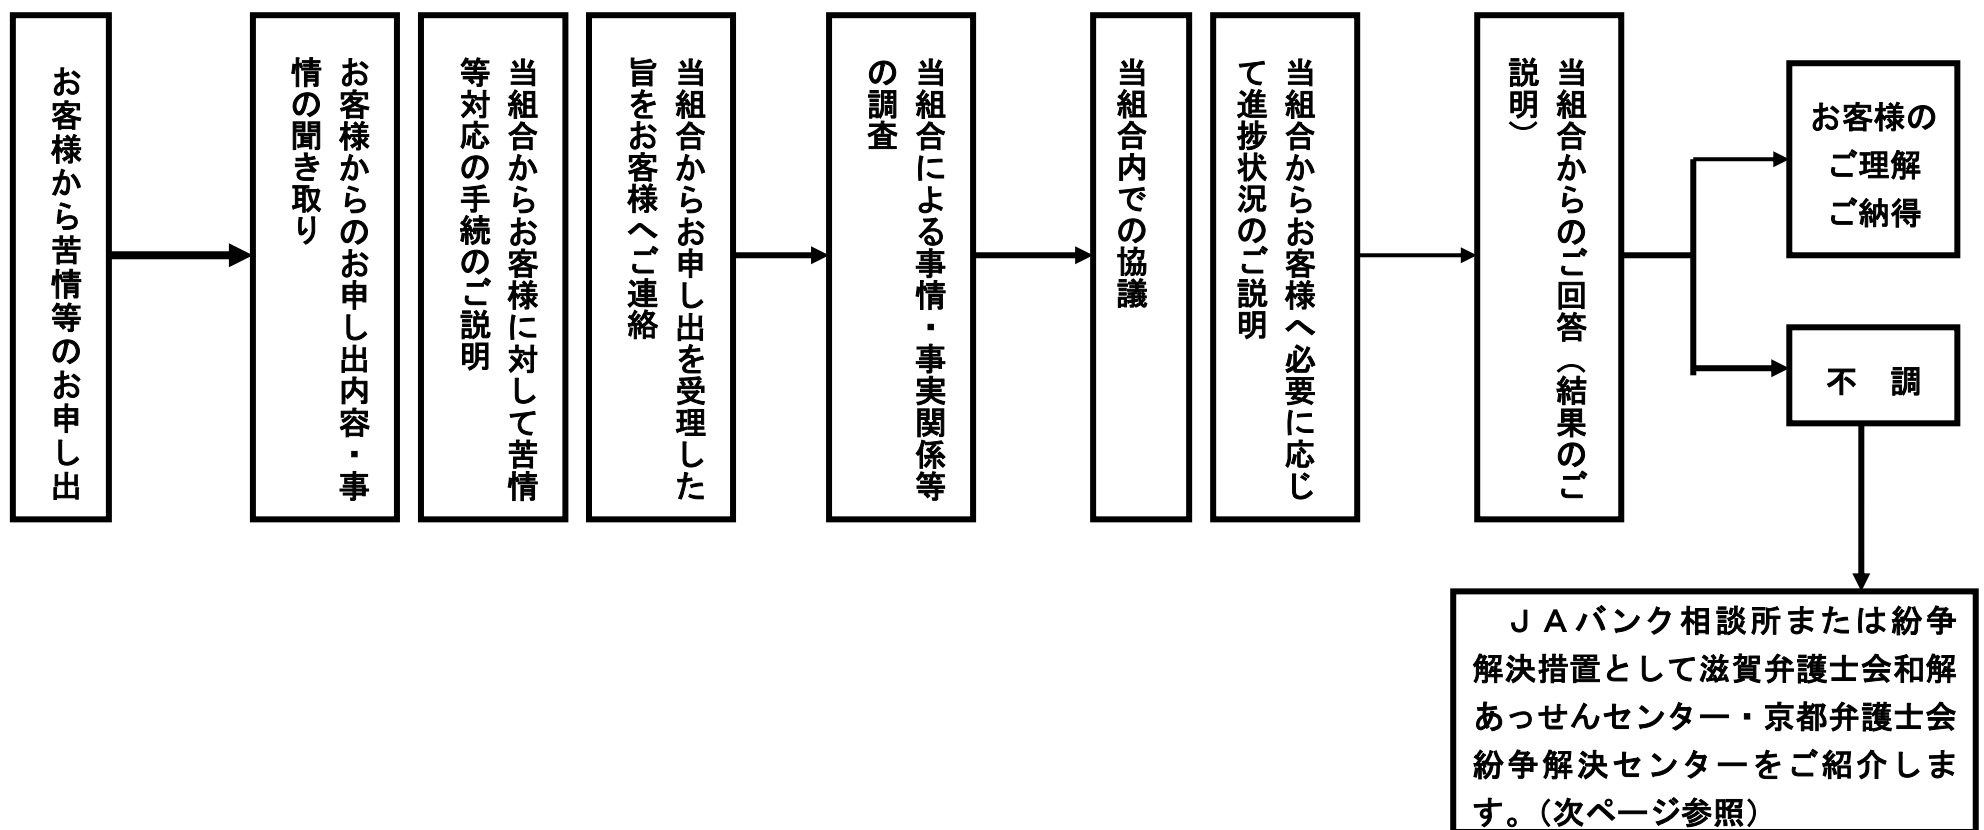 お客様から苦情等のお申し出
お客様からのお申し出内容・事
情の聞き取り
当組合からお客様に対して苦情
等対応の手続のご説明
当組合からお申し出を受理した
旨をお客様へご連絡
当組合による事情・事実関係等
の調査
当組合内での協議
当組合からお客様へ必要に応じ
て進捗状況のご説明
当組合からのご回答（結果のご
説明）
お客様の
ご理解
ご納得
不　調
ＪＡバンク相談所または紛争
解決措置として滋賀弁護士会和解
あっせんセンター・京都弁護士会
紛争解決センターをご紹介しま
す。（次ページ参照）